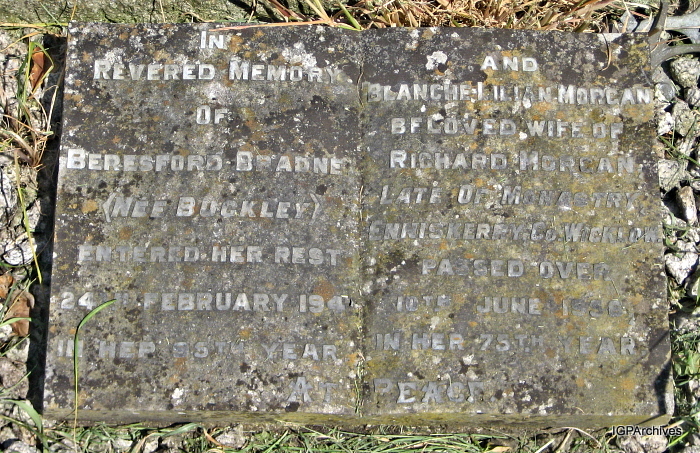 IN
REVERED MEMORY
OF
BERESFORD
(NEE BUCKLEY)
ENTERED HER REST
24TH FEBRUARY
IN HER YEAR
AND
BLANCHE LILIAN MORGAN
BELOVED WIFE OF
RICHARD MORGAN
LATE OF MONASTRY
ENNISKERRY CO. WICKLOW
PASSED OVER
10TH JUNE
IN HER 75TH YEAR
AT PEACE
IGPArchives